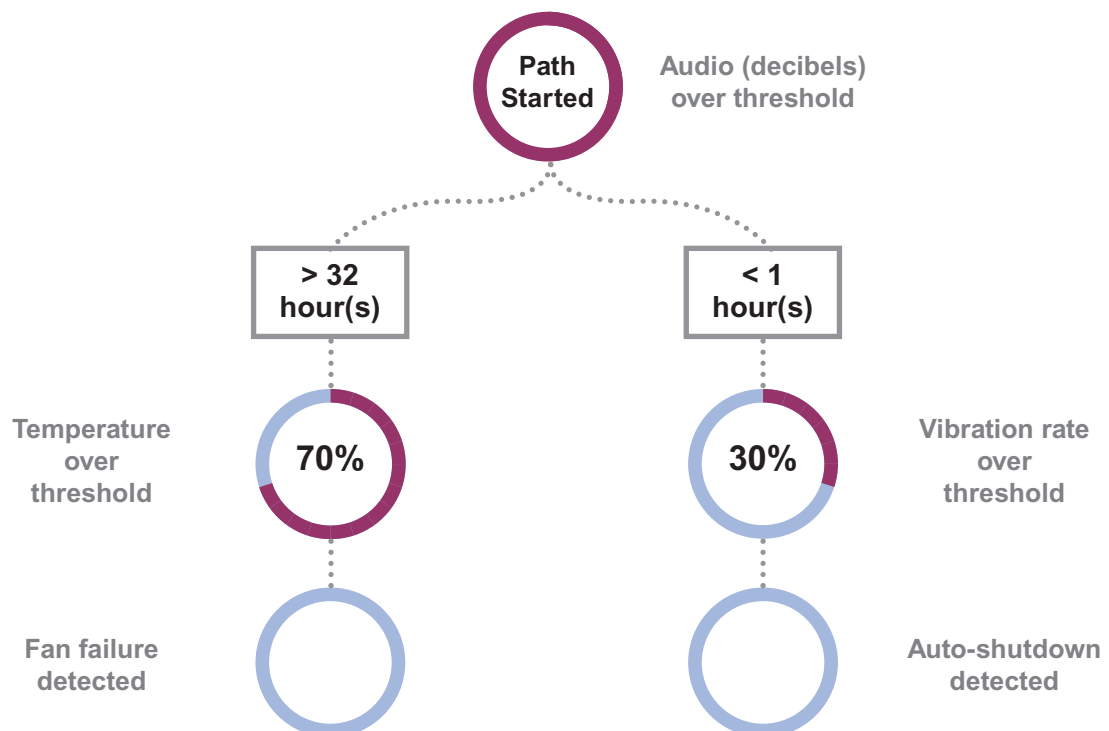 Path
Started
Audio (decibels)
over threshold
> 32
hour(s)
< 1
hour(s)
Temperature
over
threshold
70%
30%
Vibration rate
over
threshold
Fan failure
detected
Auto-shutdown
detected